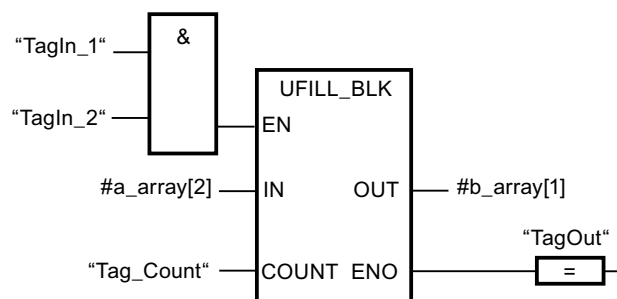 “TagIn_1“
&
“TagIn_2“
UFILL_BLK
EN
#a_array[2] IN OUT #b_array[1]
“TagOut“
“Tag_Count“ COUNT ENO =